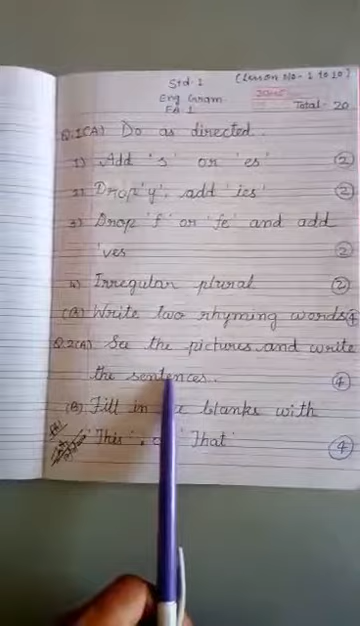 Std. 1
(Lesson No- 1 to 10)
Eng Gram.
FA 1
Total- 20
Q.1(A) Do as directed.
1) Add 's' or 'es' (2)
2) Drop 'y', add 'ies' (2)
3) Drop 'f' or 'fe' and add
'ves (2)
4) Irregular plural (2)
(B) Write two rhyming words (4)
Q.2(A) See the pictures and write
the sentences. (4)
(B) Fill in blanks with
'This', 'That' (4)